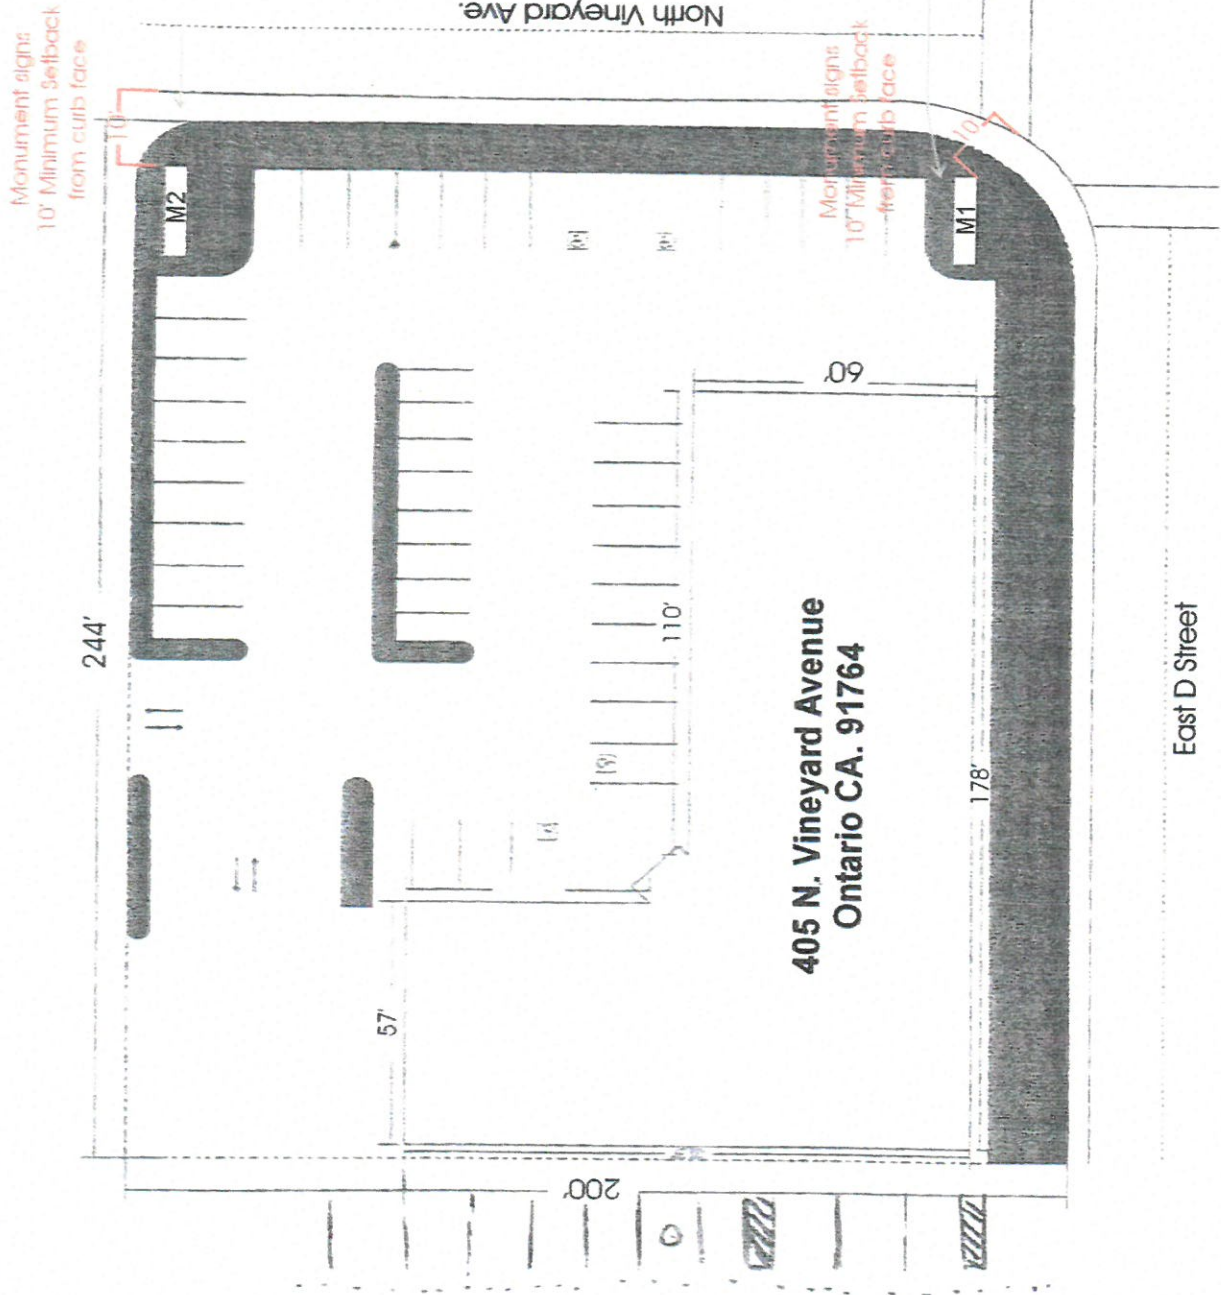 Monument signs
10' Minimum Setback
from curb face
10'
North Vineyard Ave.
Monument signs
10' Minimum Setback
from curb face
10'
M2
M1
244'
60'
110'
405 N. Vineyard Avenue
Ontario CA. 91764
178'
57'
200'
East D Street